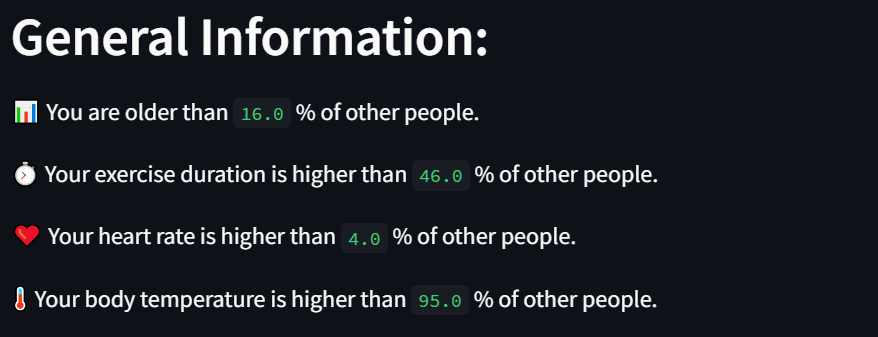 General Information:
📊 You are older than 16.0 % of other people.
⏱️ Your exercise duration is higher than 46.0 % of other people.
❤️ Your heart rate is higher than 4.0 % of other people.
🌡️ Your body temperature is higher than 95.0 % of other people.